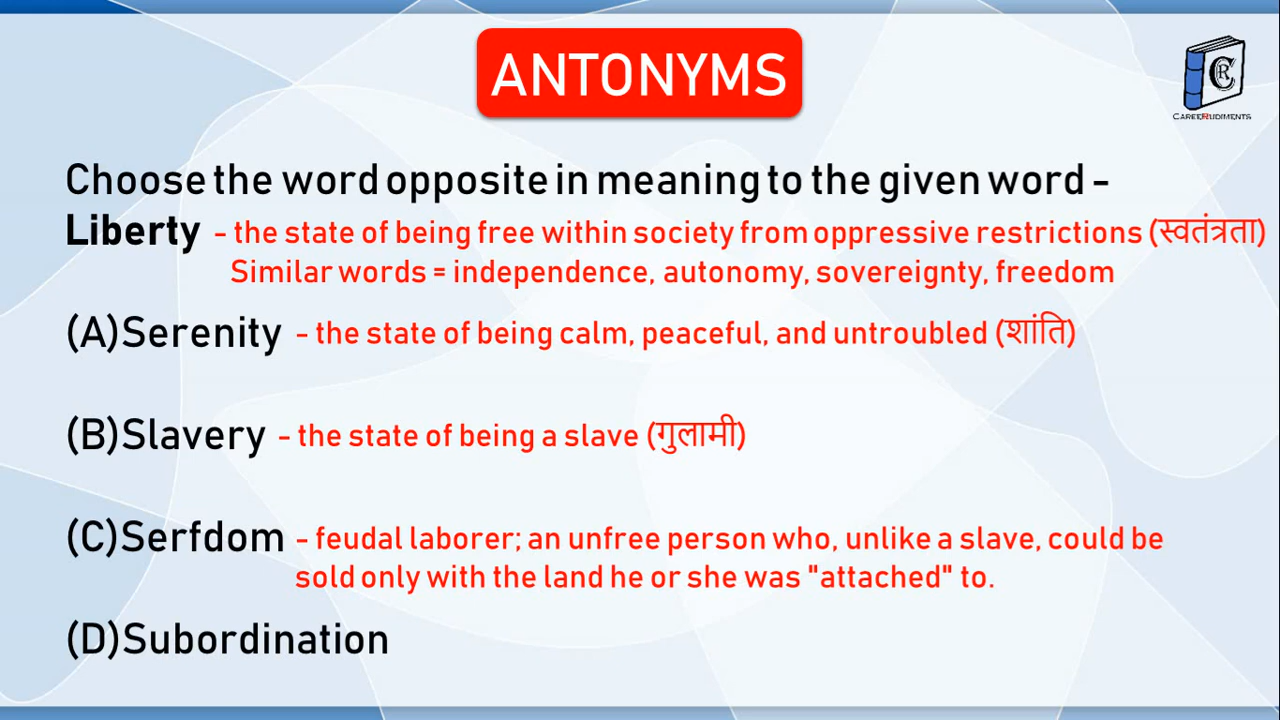 ANTONYMS
CAREERUDIMENTS
Choose the word opposite in meaning to the given word -
Liberty - the state of being free within society from oppressive restrictions (स्वतंत्रता)
Similar words = independence, autonomy, sovereignty, freedom
(A)Serenity - the state of being calm, peaceful, and untroubled (शांति)
(B)Slavery - the state of being a slave (गुलामी)
(C)Serfdom - feudal laborer; an unfree person who, unlike a slave, could be
sold only with the land he or she was "attached" to.
(D)Subordination